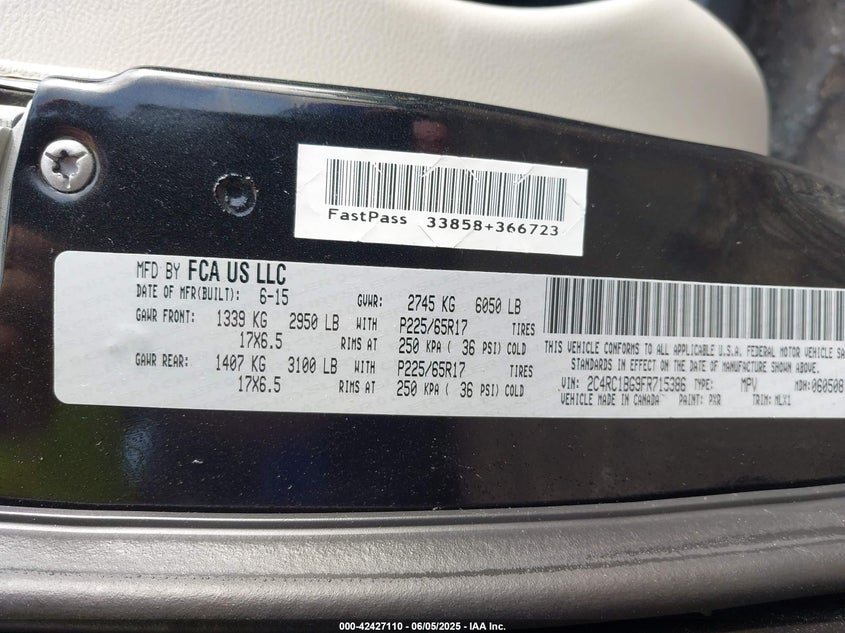 FastPass 33858+366723
MFD BY FCA US LLC
DATE OF MFR(BUILT): 6-15 GVWR: 2745 KG 6050 LB
GAWR FRONT: 1339 KG 2950 LB WITH P225/65R17 TIRES
17X6.5 RIMS AT 250 KPA ( 36 PSI) COLD
GAWR REAR: 1407 KG 3100 LB WITH P225/65R17 TIRES
17X6.5 RIMS AT 250 KPA ( 36 PSI) COLD
THIS VEHICLE CONFORMS TO ALL APPLICABLE U.S.A. FEDERAL MOTOR VEHICLE SA
STANDARDS IN EFFECT ON THE DATE OF MANUFACTURE SHOWN ABOVE.
VIN: 2C4RC1BG9FR715386 TYPE: MPV MDH: 060508
VEHICLE MADE IN CANADA PAINT: PXR TRIM: MLX1
000-42427110 - 06/05/2025 - IAA Inc.